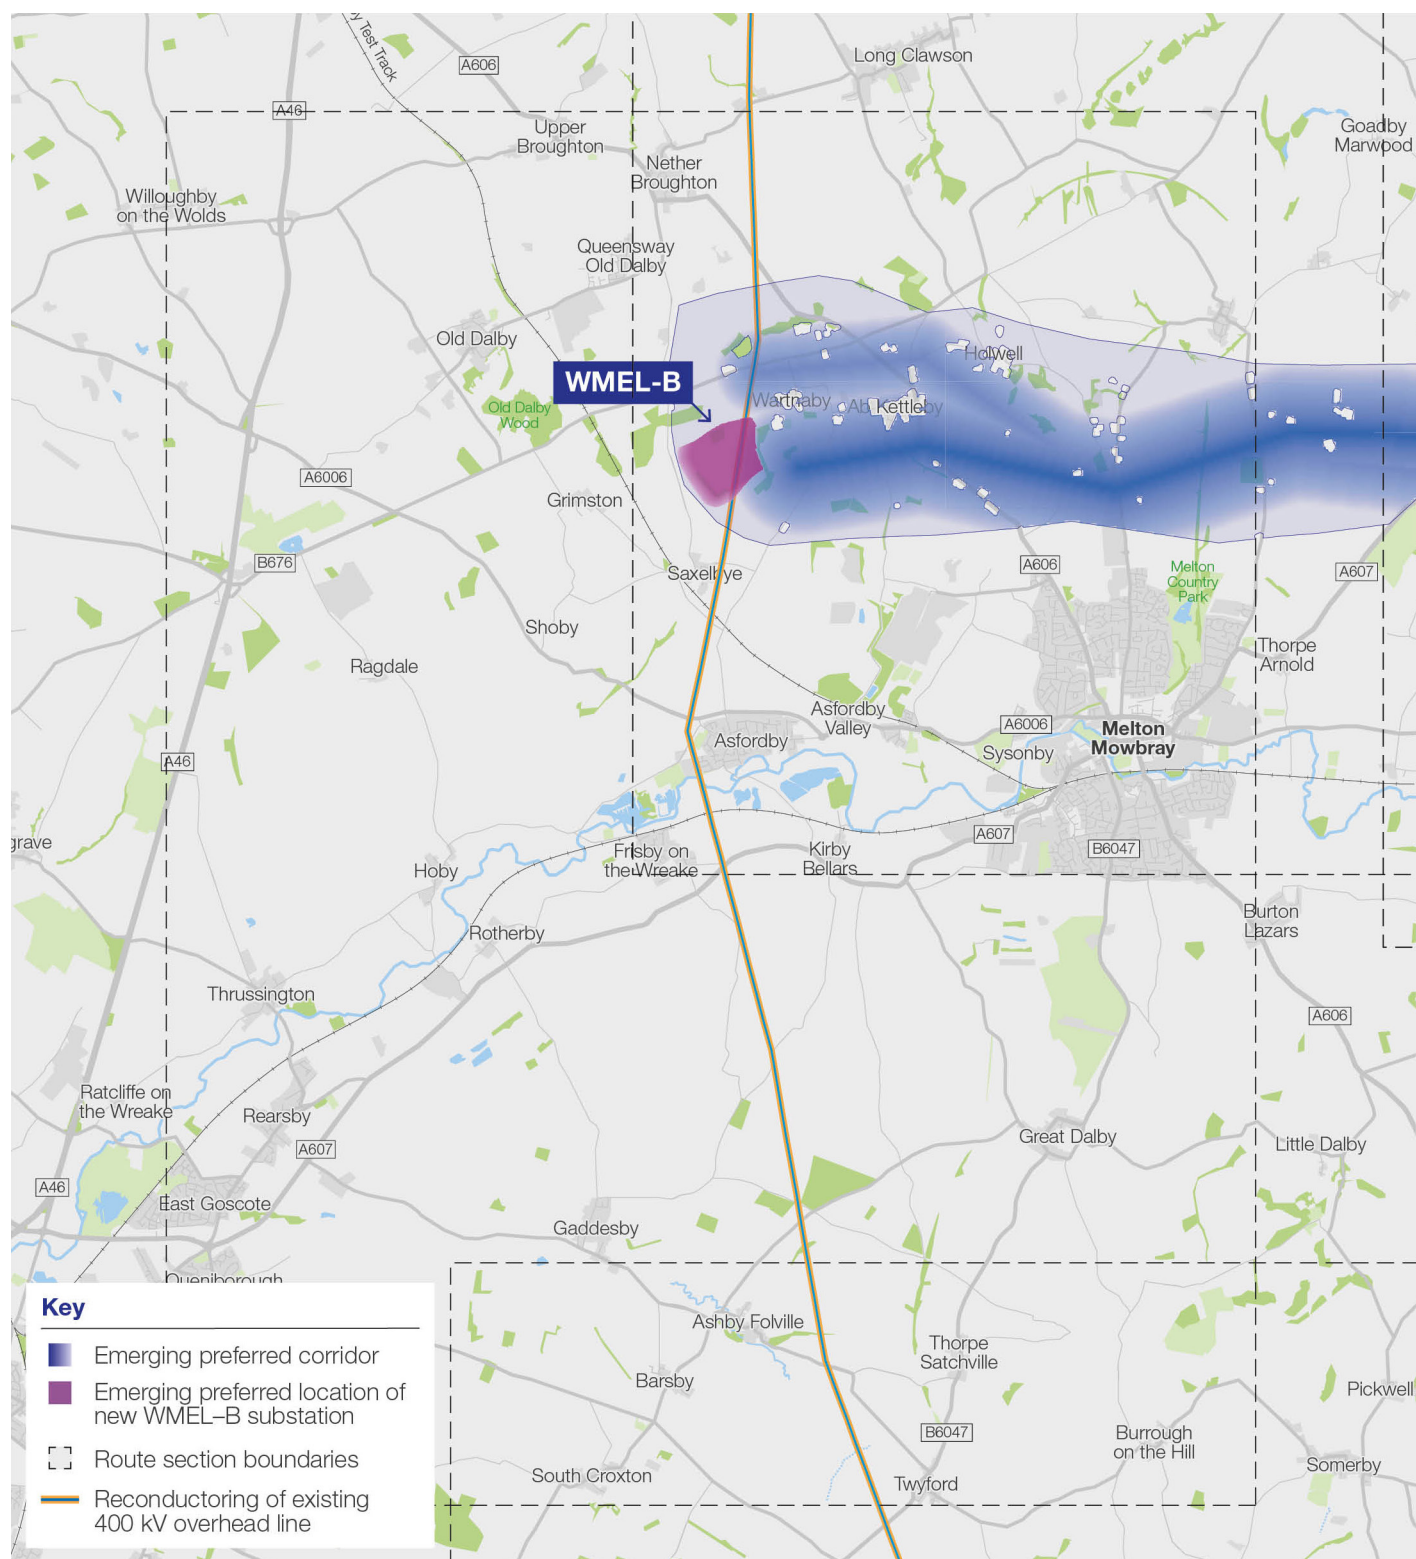 by Test Track
A606
Long Clawson
A46
Upper
Broughton
Goadby
Marwood
Nether
Broughton
Willoughby
on the Wolds
Queensway
Old Dalby
Old Dalby
Holwell
WMEL-B
Wartnaby
Ab Kettleby
Old Dalby
Wood
A6006
Grimston
B676
Saxelbye
A606
Melton
Country
Park
A607
Shoby
Ragdale
Thorpe
Arnold
Asfordby
Valley
A6006
Melton
Mowbray
Asfordby
Sysonby
A46
grave
A607
B6047
Frisby on
the Wreake
Kirby
Bellars
Hoby
Burton
Lazars
Rotherby
Thrussington
A606
Ratcliffe on
the Wreake
Rearsby
Great Dalby
Little Dalby
A607
A46
East Goscote
Gaddesby
Queniborough
Ashby Folville
Thorpe
Satchville
Barsby
Pickwell
B6047
Burrough
on the Hill
Somerby
South Croxton
Twyford
Key
Emerging preferred corridor
Emerging preferred location of
new WMEL–B substation
Route section boundaries
Reconductoring of existing
400 kV overhead line